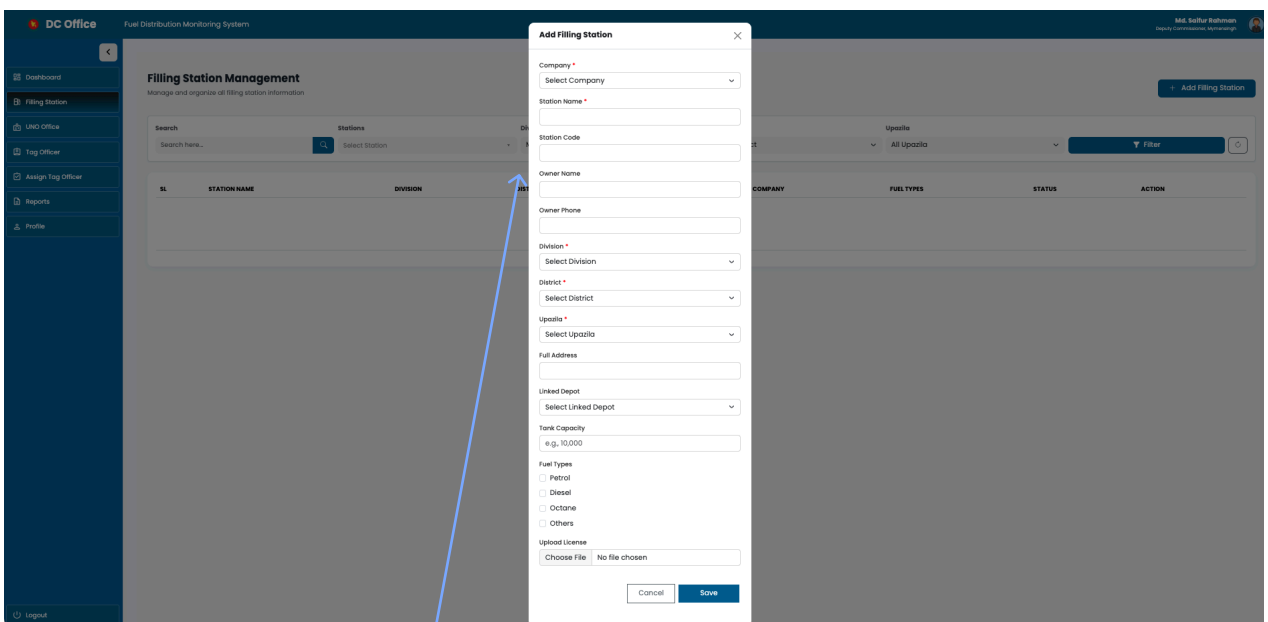 DC Office
Fuel Distribution Monitoring System
Md. Saifur Rahman
Deputy Commissioner, Mymensingh
Dashboard
Filling Station
UNO Office
Tag Officer
Assign Tag Officer
Reports
Profile
Logout
Filling Station Management
Manage and organize all filling station information
+ Add Filling Station
Search
Stations
Upazila
Search here...
Select Station
All Upazila
Filter
SL
STATION NAME
DIVISION
COMPANY
FUEL TYPES
STATUS
ACTION
Add Filling Station
Company *
Select Company
Station Name *
Station Code
Owner Name
Owner Phone
Division *
Select Division
District *
Select District
Upazila *
Select Upazila
Full Address
Linked Depot
Select Linked Depot
Tank Capacity
e.g., 10,000
Fuel Types
Petrol
Diesel
Octane
Others
Upload License
Choose File No file chosen
Cancel
Save